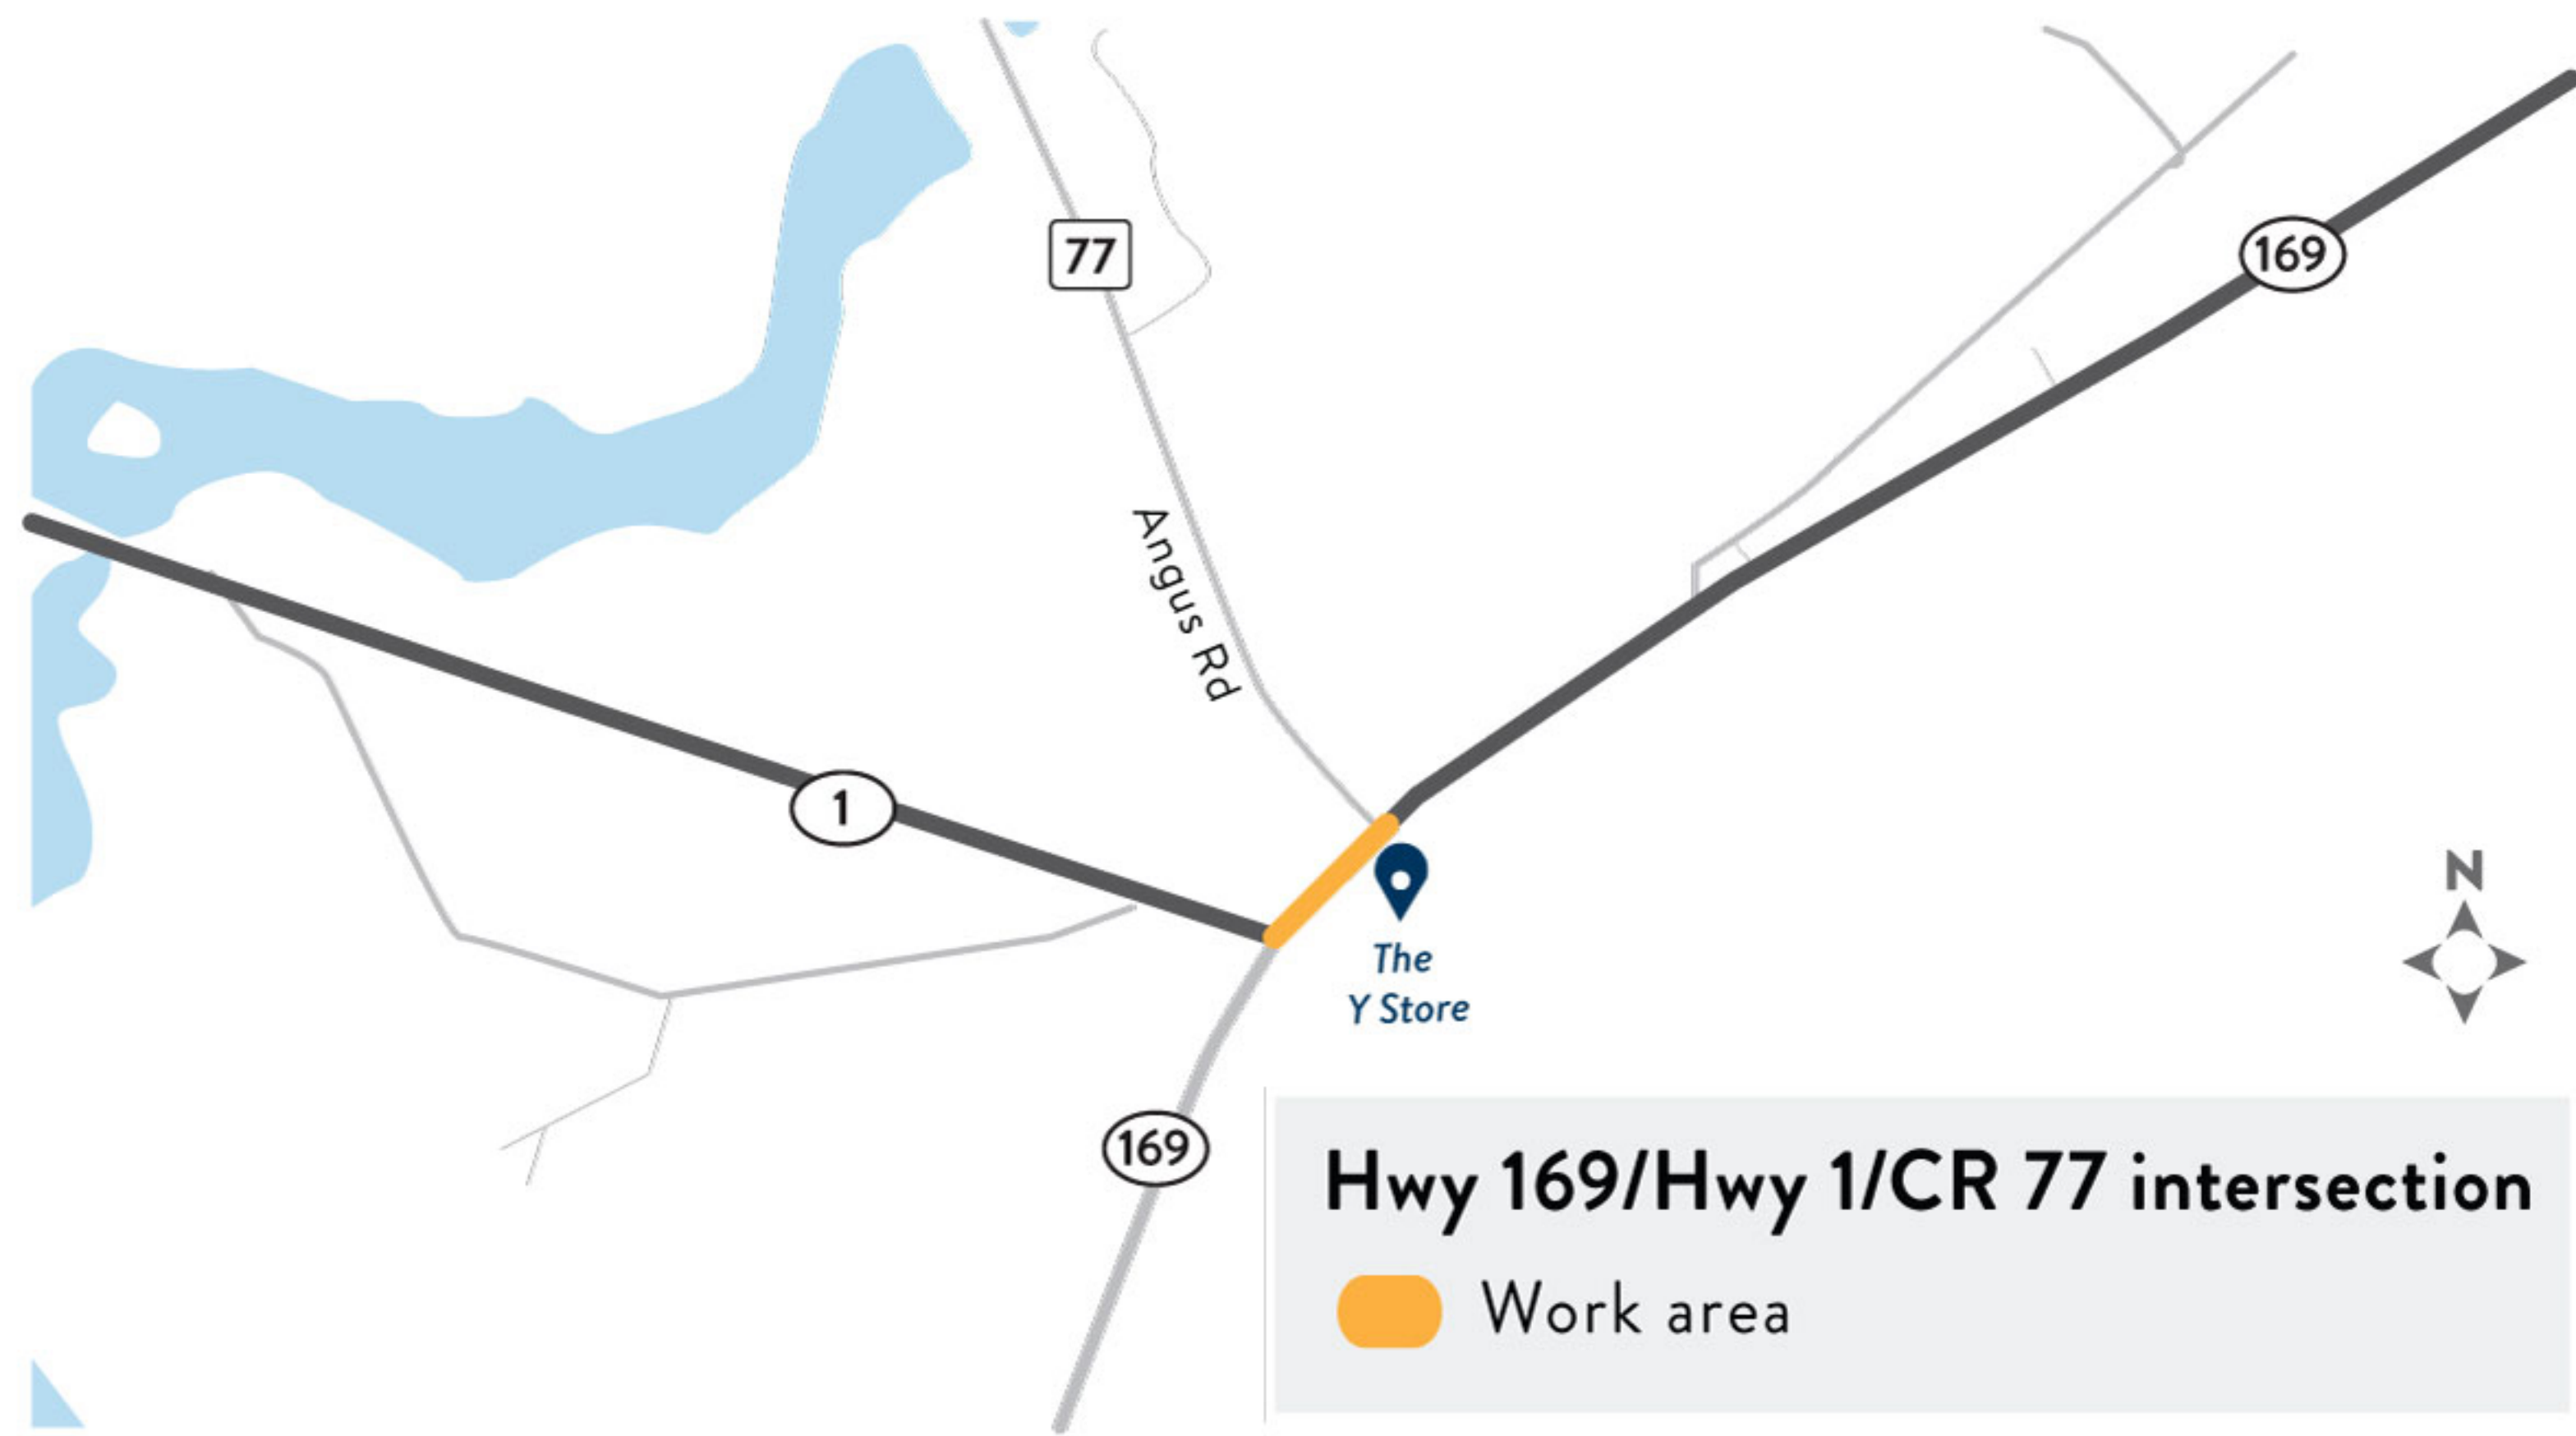 77
169
Angus Rd
1
N
The
Y Store
169
Hwy 169/Hwy 1/CR 77 intersection
Work area